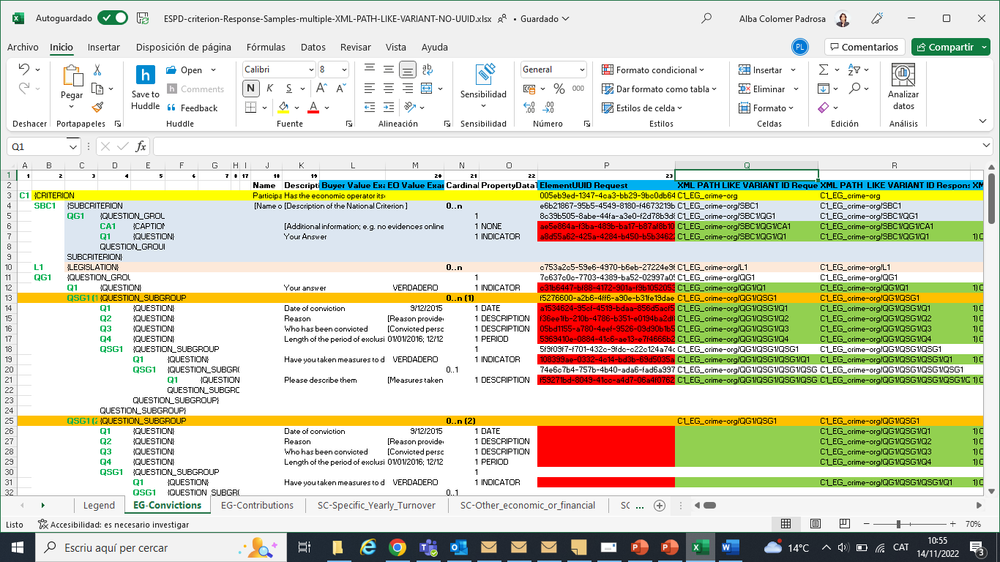 Autoguardado ESPD-criterion-Response-Samples-multiple-XML-PATH-LIKE-VARIANT-NO-UUID.xlsx • Guardado Alba Colomer Padrosa
Archivo Inicio Insertar Disposición de página Fórmulas Datos Revisar Vista Ayuda PL Comentarios Compartir
Pegar
Save to Huddle
Open
Comments
Feedback
Calibri 8
N K S A A
Sensibilidad
General
% 000
Formato condicional
Dar formato como tabla
Estilos de celda
Insertar
Eliminar
Formato
Analizar datos
Deshacer Portapapeles Huddle Fuente Alineación Sensibilidad Número Estilos Celdas Edición Análisis
Q1 fx
A B C D E F G H I J K L M N O P Q R
1 1 2 3 4 5 6 7 8 17 18 19 20 21 22 23
2 Name Descripti Buyer Value Exa EO Value Exam Cardinal PropertyDataT ElementUUID Request XML PATH LIKE VARIANT ID Reque XML PATH LIKE VARIANT ID Respons XM
3 C1 {CRITERION Participa Has the economic operator its 005eb9ed-1347-4ca3-bb29-9bc0db64 C1_EG_crime-org C1_EG_crime-org
4 SBC1 {SUBCRITERION [Name o [Description of the National Criterion ] 0..n e6b21867-95b5-4549-8180-f4673219b C1_EG_crime-org/SBC1 C1_EG_crime-org/SBC1
5 QG1 {QUESTION_GROU 1 8c39b505-8abe-44fa-a3e0-f2d78b9d8 C1_EG_crime-org/SBC1/QG1 C1_EG_crime-org/SBC1/QG1
6 CA1 {CAPTION [Additional information; e.g. no evidences online 1 NONE C1_EG_crime-org/SBC1/QG1/CA1 C1_EG_crime-org/SBC1/QG1/CA1
7 Q1 {QUESTION} Your Answer 1 INDICATOR a8d55a62-425a-4284-b450-b5b34622 C1_EG_crime-org/SBC1/QG1/Q1 C1_EG_crime-org/SBC1/QG1/Q1 1) C
8 QUESTION_GROU
9 SUBCRITERION}
10 L1 {LEGISLATION} 0..n c753a2c5-59e6-4970-b6eb-27224e9 C1_EG_crime-org/L1 C1_EG_crime-org/L1
11 QG1 {QUESTION_GROU 1 7c637c0c-7703-4389-ba52-02997a05 C1_EG_crime-org/QG1 C1_EG_crime-org/QG1
12 Q1 {QUESTION} Your answer VERDADERO 1 INDICATOR C1_EG_crime-org/QG1/Q1 C1_EG_crime-org/QG1/Q1 1) C
13 QSG1 (1 {QUESTION_SUBGROUP 0..n (1) f5276600-a2b6-4ff6-a90e-b31fe19dae C1_EG_crime-org/QG1/QSG1 C1_EG_crime-org/QG1/QSG1
14 Q1 {QUESTION} Date of conviction 9/12/2015 1 DATE C1_EG_crime-org/QG1/QSG1/Q1 C1_EG_crime-org/QG1/QSG1/Q1 1) C
15 Q2 {QUESTION} Reason [Reason provide 1 DESCRIPTION C1_EG_crime-org/QG1/QSG1/Q2 C1_EG_crime-org/QG1/QSG1/Q2 1) C
16 Q3 {QUESTION} Who has been convicted [Convicted perso 1 DESCRIPTION C1_EG_crime-org/QG1/QSG1/Q3 C1_EG_crime-org/QG1/QSG1/Q3 1) C
17 Q4 {QUESTION} Length of the period of exclusi 01/01/2016; 12/12 1 PERIOD C1_EG_crime-org/QG1/QSG1/Q4 C1_EG_crime-org/QG1/QSG1/Q4 1) C
18 QSG1 {QUESTION_SUBGROUP 1 5f9f09f7-f701-432c-9fdc-c22c124a74c C1_EG_crime-org/QG1/QSG1/QSG1 C1_EG_crime-org/QG1/QSG1/QSG1
19 Q1 {QUESTION} Have you taken measures to d VERDADERO 1 INDICATOR C1_EG_crime-org/QG1/QSG1/QSG1/Q1 C1_EG_crime-org/QG1/QSG1/QSG1/Q1 1) C
20 QSG1 {QUESTION_SUBGR 0..1 74e6c7b4-757b-4b40-ada6-fad6a997 C1_EG_crime-org/QG1/QSG1/QSG1/QSG C1_EG_crime-org/QG1/QSG1/QSG1/QSG1
21 Q1 {QUESTION Please describe them [Measures taken 1 DESCRIPTION C1_EG_crime-org/QG1/QSG1/QSG1/QSG C1_EG_crime-org/QG1/QSG1/QSG1/QSG1/Q 1) C
22 QUESTION_SUBGR
23 QUESTION_SUBGROUP}
24 QUESTION_SUBGROUP}
25 QSG1 (2 {QUESTION_SUBGROUP 0..n (2) C1_EG_crime-org/QG1/QSG1 C1_EG_crime-org/QG1/QSG1
26 Q1 {QUESTION} Date of conviction 9/12/2015 1 DATE C1_EG_crime-org/QG1/QSG1/Q1 1) C
27 Q2 {QUESTION} Reason [Reason provide 1 DESCRIPTION C1_EG_crime-org/QG1/QSG1/Q2 1) C
28 Q3 {QUESTION} Who has been convicted [Convicted perso 1 DESCRIPTION C1_EG_crime-org/QG1/QSG1/Q3 1) C
29 Q4 {QUESTION} Length of the period of exclusi 01/01/2016; 12/12 1 PERIOD C1_EG_crime-org/QG1/QSG1/Q4 1) C
30 QSG1 {QUESTION_SUBGROUP 1
31 Q1 {QUESTION} Have you taken measures to d VERDADERO 1 INDICATOR C1_EG_crime-org/QG1/QSG1/QSG1/Q1 1) C
32 QSG1 {QUESTION_SUBGR 0..1
Legend EG-Convictions EG-Contributions SC-Specific_Yearly_Turnover SC-Other_economic_or_financial SC ...
Listo Accesibilidad: es necesario investigar 70%
Escriu aquí per cercar 14°C CAT 10:55 14/11/2022 3